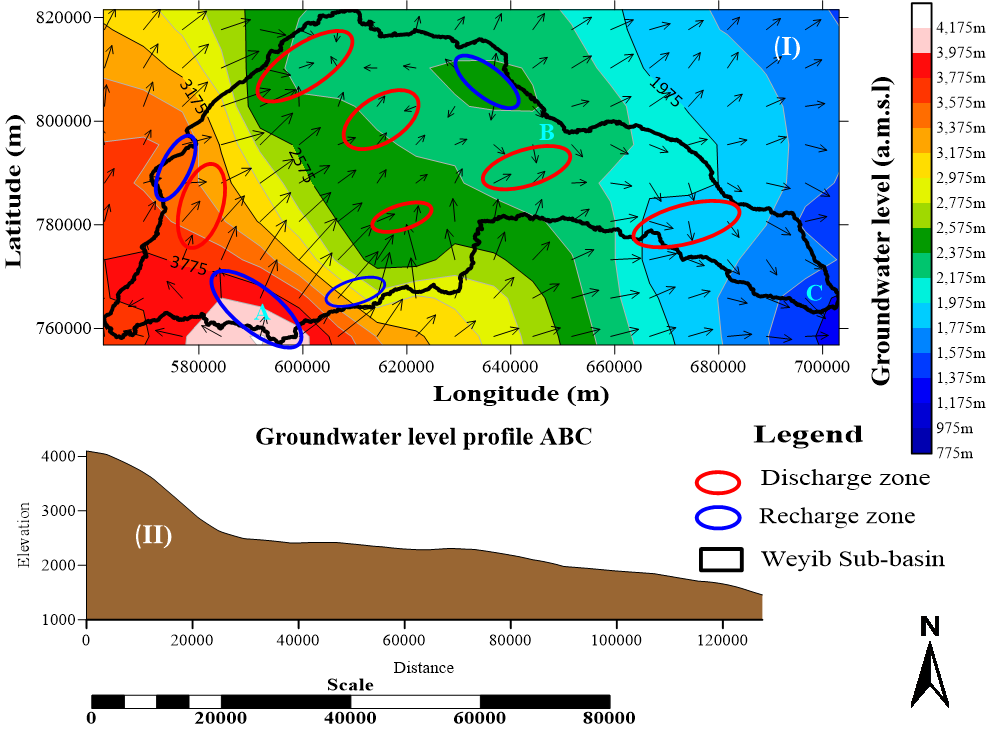 820000
800000
780000
760000
Latitude (m)
580000
600000
620000
640000
660000
680000
700000
Longitude (m)
(I)
3175
2575
1975
3775
A
B
C
Groundwater level (a.m.s.l)
4,175m
3,975m
3,775m
3,575m
3,375m
3,175m
2,975m
2,775m
2,575m
2,375m
2,175m
1,975m
1,775m
1,575m
1,375m
1,175m
975m
775m
Groundwater level profile ABC
4000
3000
2000
1000
Elevation
(II)
0
20000
40000
60000
80000
100000
120000
Distance
Legend
Discharge zone
Recharge zone
Weyib Sub-basin
Scale
0
20000
40000
60000
80000
N